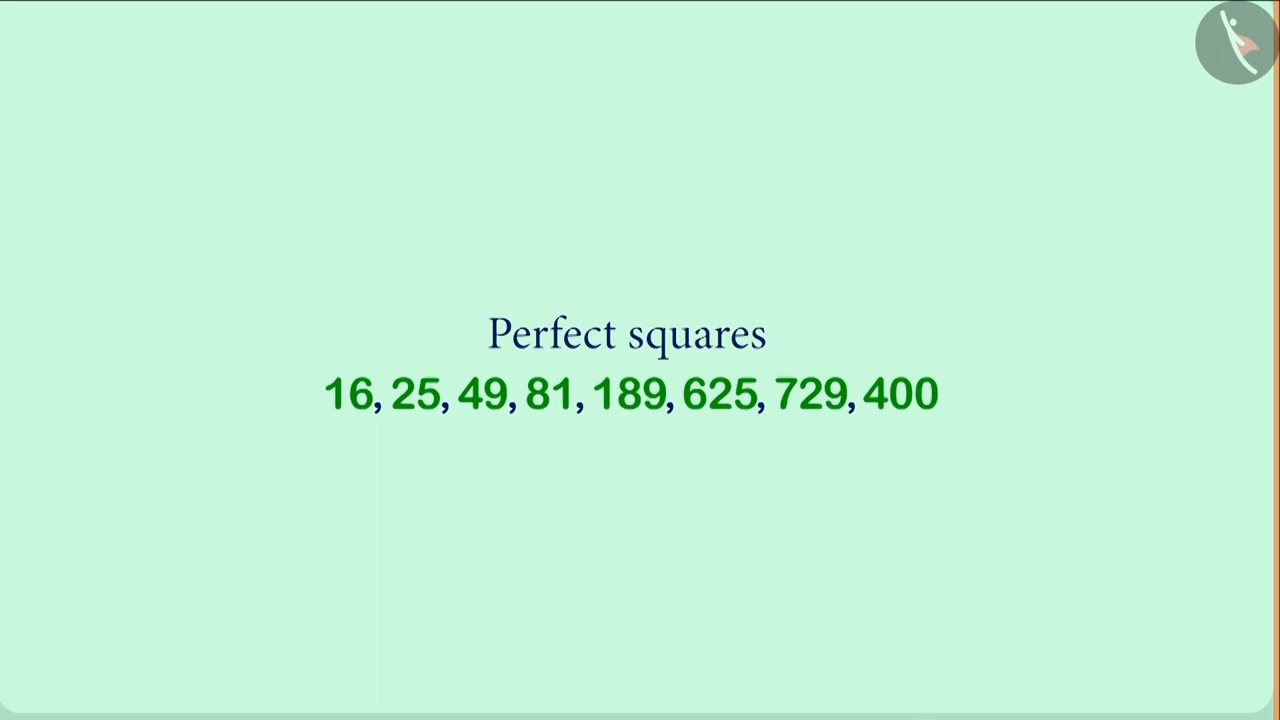 Perfect squares
16, 25, 49, 81, 189, 625, 729, 400